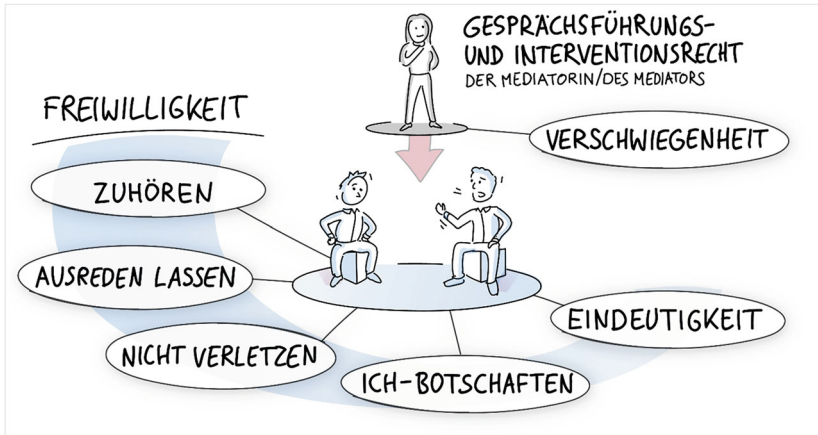 GESPRÄCHSFÜHRUNGS-
UND INTERVENTIONSRECHT
DER MEDIATORIN/DES MEDIATORS
FREIWILLIGKEIT
VERSCHWIEGENHEIT
ZUHÖREN
AUSREDEN LASSEN
EINDEUTIGKEIT
NICHT VERLETZEN
ICH-BOTSCHAFTEN